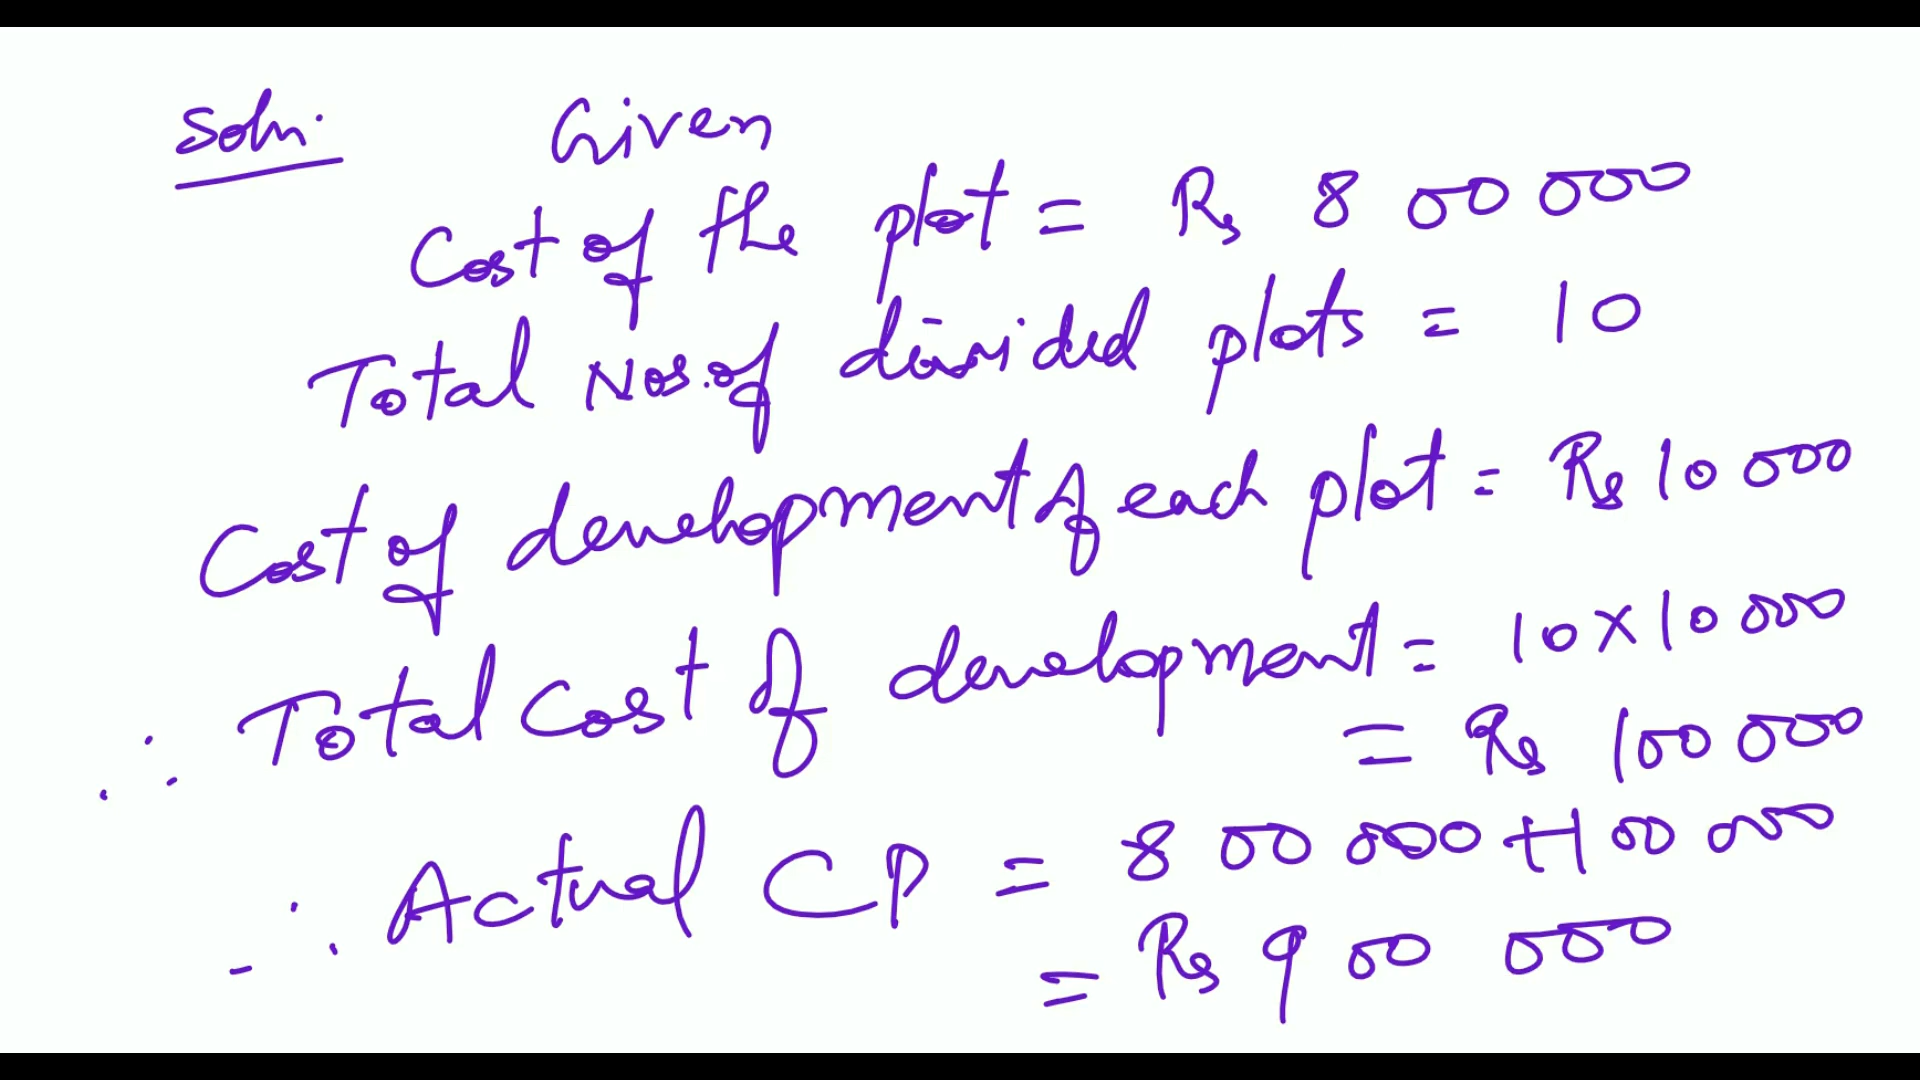 Soln. Given
Cost of the plot = Rs 8 00 000
Total Nos. of divided plots = 10
Cost of development of each plot = Rs 10 000
∴ Total Cost of development = 10 × 10 000
= Rs 100 000
∴ Actual CP = 8 00 000 + 100 000
= Rs 9 00 000